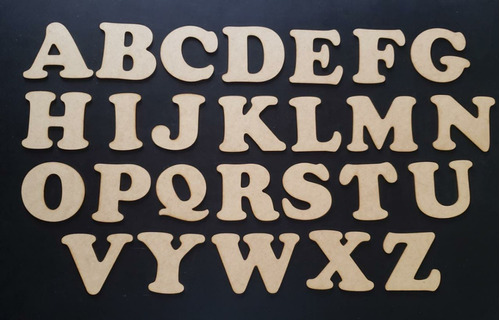 ABCDEFG
HIJKLMN
OPQRSTU
VYWXZ